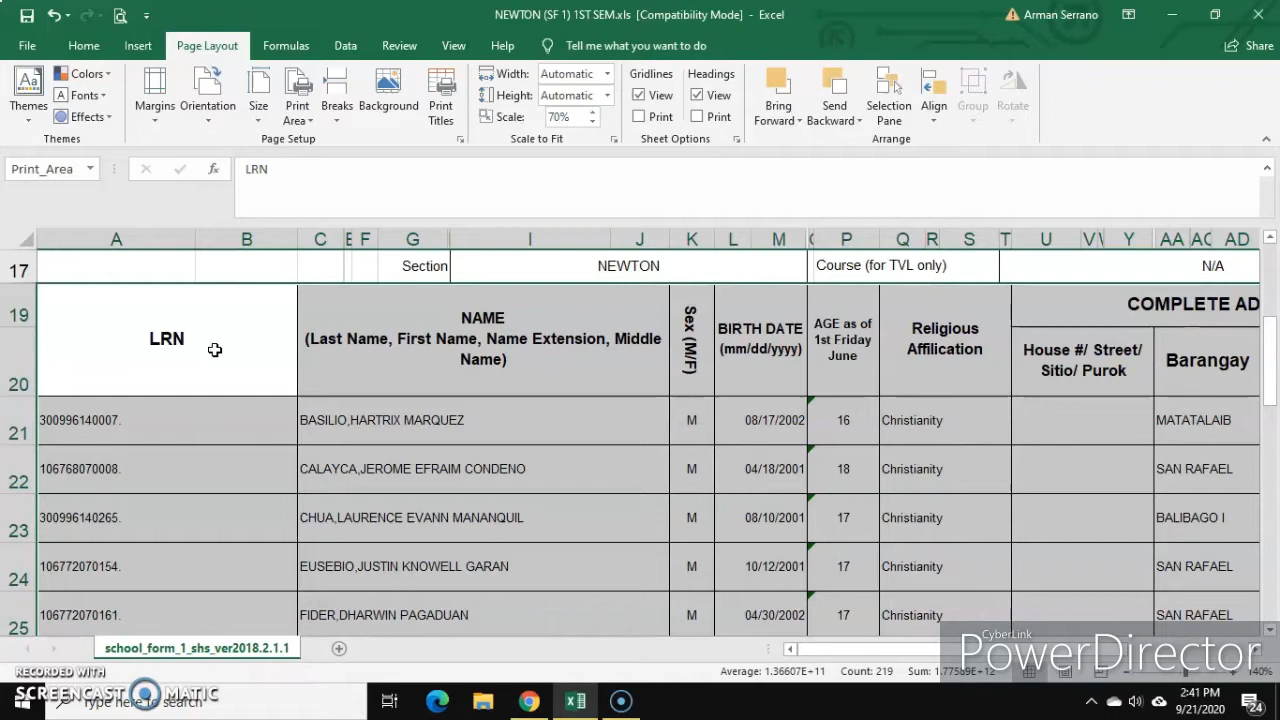 NEWTON (SF 1) 1ST SEM.xls [Compatibility Mode] - Excel
Arman Serrano
File Home Insert Page Layout Formulas Data Review View Help Tell me what you want to do Share
Themes
Colors
Fonts
Effects
Themes
Margins Orientation Size Print Area Breaks Background Print Titles
Page Setup
Width: Automatic
Height: Automatic
Scale: 70%
Scale to Fit
Gridlines Headings
View View
Print Print
Sheet Options
Bring Forward Send Backward Selection Pane Align Group Rotate
Arrange
Print_Area fx LRN
A B C E F G I J K L M P Q R S T U V Y AA AC AD
17 Section NEWTON Course (for TVL only) N/A
19 COMPLETE AD
20 LRN
NAME
(Last Name, First Name, Name Extension, Middle
Name)
Sex (M/F)
BIRTH DATE
(mm/dd/yyyy)
AGE as of
1st Friday
June
Religious
Affilication
House #/ Street/
Sitio/ Purok
Barangay
21 300996140007. BASILIO,HARTRIX MARQUEZ M 08/17/2002 16 Christianity MATATALAIB
22 106768070008. CALAYCA,JEROME EFRAIM CONDENO M 04/18/2001 18 Christianity SAN RAFAEL
23 300996140265. CHUA,LAURENCE EVANN MANANQUIL M 08/10/2001 17 Christianity BALIBAGO I
24 106772070154. EUSEBIO,JUSTIN KNOWELL GARAN M 10/12/2001 17 Christianity SAN RAFAEL
25 106772070161. FIDER,DHARWIN PAGADUAN M 04/30/2002 17 Christianity SAN RAFAEL
school_form_1_shs_ver2018.2.1.1
CyberLink
PowerDirector
Average: 1.36607E+11 Count: 219 140%
RECORDED WITH
SCREENCAST MATIC
Type here to search
2:41 PM
9/21/2020
24